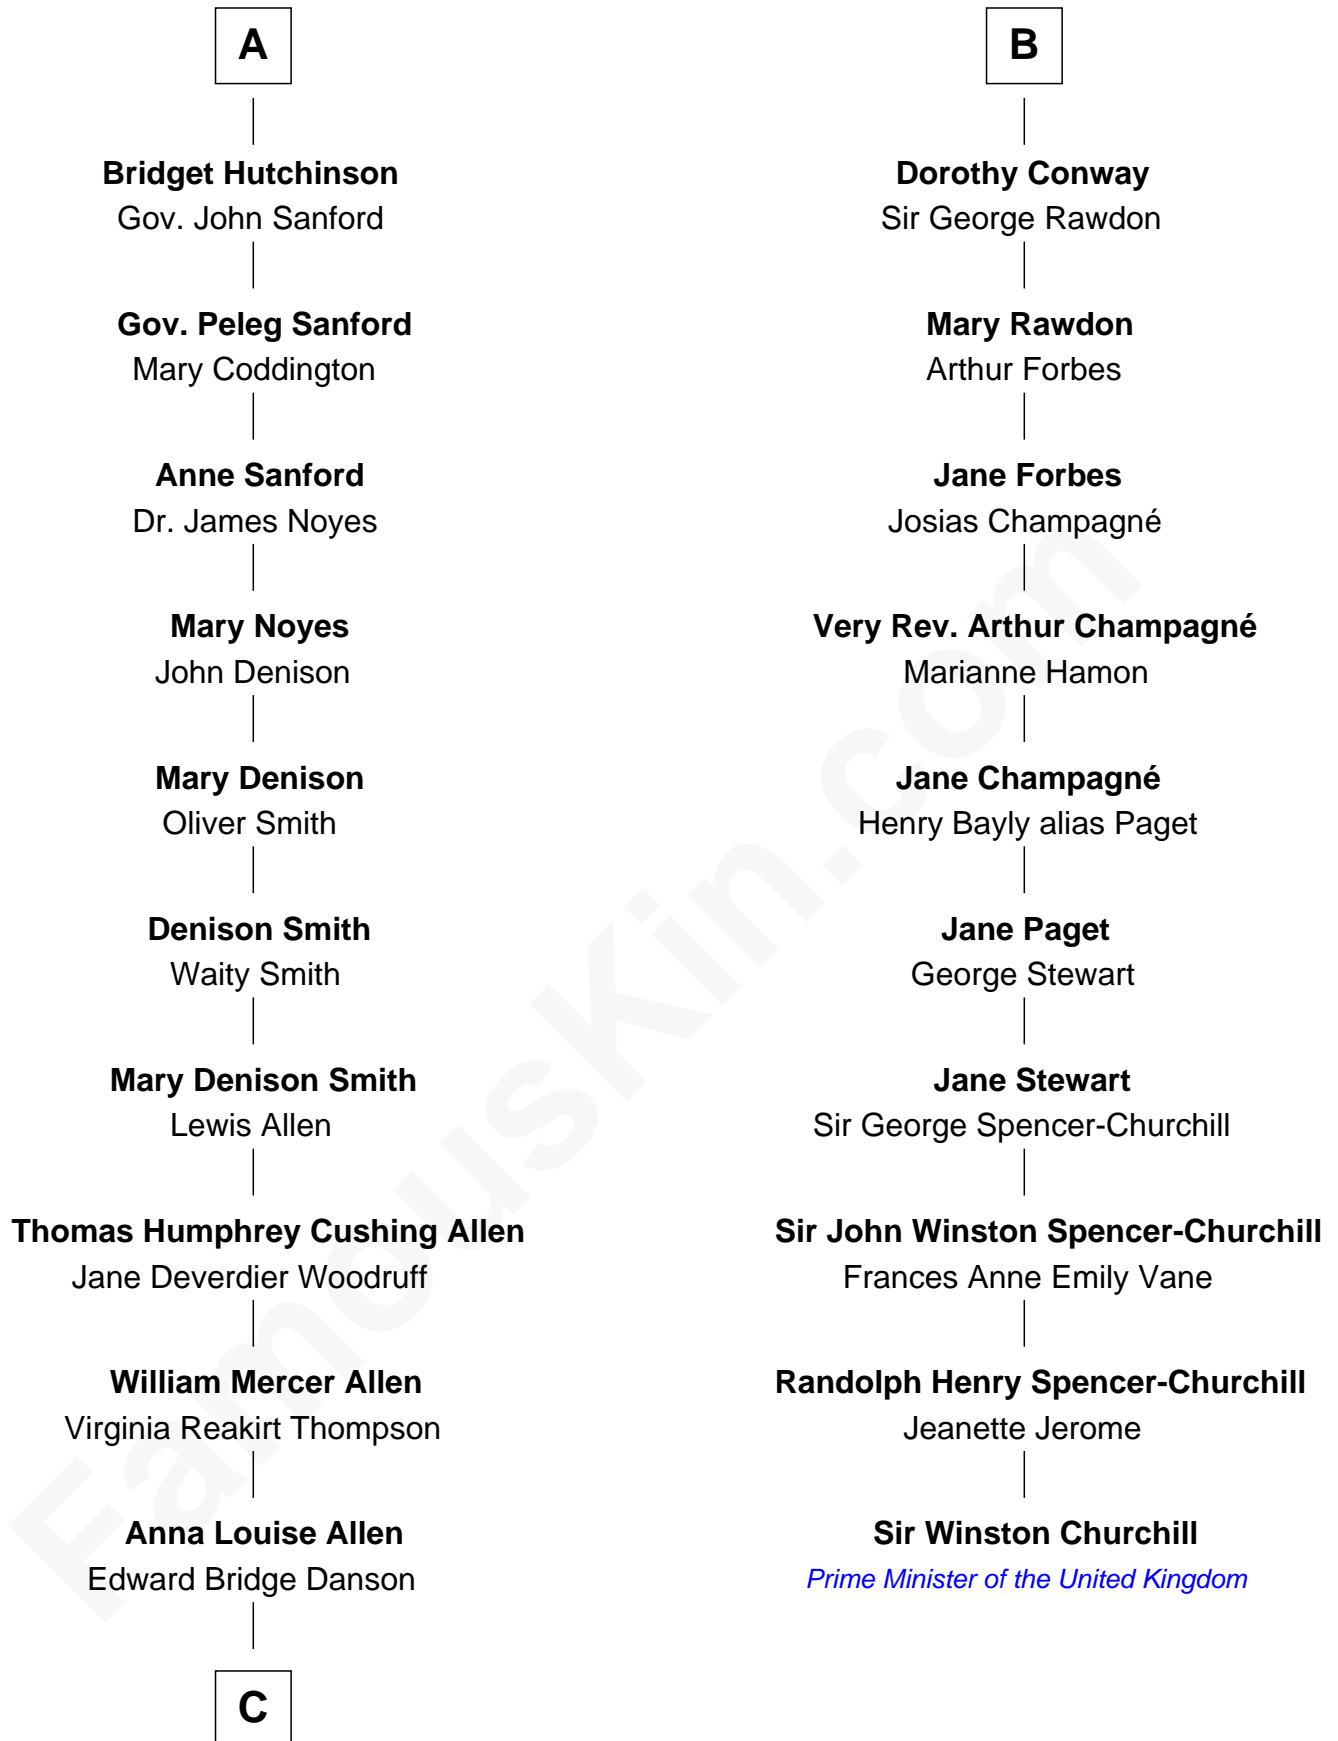 A
Bridget Hutchinson
Gov. John Sanford
Gov. Peleg Sanford
Mary Coddington
Anne Sanford
Dr. James Noyes
Mary Noyes
John Denison
Mary Denison
Oliver Smith
Denison Smith
Waity Smith
Mary Denison Smith
Lewis Allen
Thomas Humphrey Cushing Allen
Jane Deverdier Woodruff
William Mercer Allen
Virginia Reakirt Thompson
Anna Louise Allen
Edward Bridge Danson
C
B
Dorothy Conway
Sir George Rawdon
Mary Rawdon
Arthur Forbes
Jane Forbes
Josias Champagné
Very Rev. Arthur Champagné
Marianne Hamon
Jane Champagné
Henry Bayly alias Paget
Jane Paget
George Stewart
Jane Stewart
Sir George Spencer-Churchill
Sir John Winston Spencer-Churchill
Frances Anne Emily Vane
Randolph Henry Spencer-Churchill
Jeanette Jerome
Sir Winston Churchill
Prime Minister of the United Kingdom
FamousKin.com